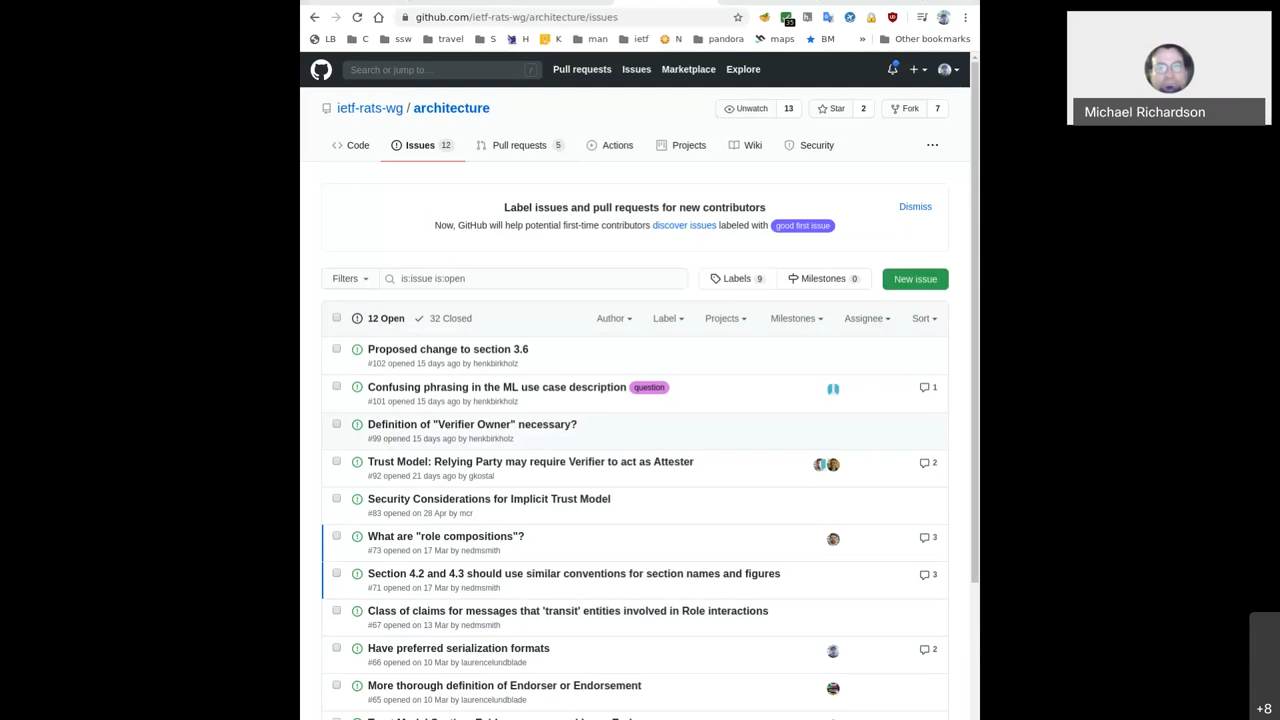 github.com/ietf-rats-wg/architecture/issues
35
LB C ssw travel S H K man ietf N pandora maps BM » Other bookmarks
Search or jump to… / Pull requests Issues Marketplace Explore
ietf-rats-wg / architecture Unwatch 13 Star 2 Fork 7
Code Issues 12 Pull requests 5 Actions Projects Wiki Security
Label issues and pull requests for new contributors Dismiss
Now, GitHub will help potential first-time contributors discover issues labeled with good first issue
Filters is:issue is:open Labels 9 Milestones 0 New issue
12 Open 32 Closed Author Label Projects Milestones Assignee Sort
Proposed change to section 3.6
#102 opened 15 days ago by henkbirkholz
Confusing phrasing in the ML use case description question 1
#101 opened 15 days ago by henkbirkholz
Definition of "Verifier Owner" necessary?
#99 opened 15 days ago by henkbirkholz
Trust Model: Relying Party may require Verifier to act as Attester 2
#92 opened 21 days ago by gkostal
Security Considerations for Implicit Trust Model
#83 opened on 28 Apr by mcr
What are "role compositions"? 3
#73 opened on 17 Mar by nedmsmith
Section 4.2 and 4.3 should use similar conventions for section names and figures 3
#71 opened on 17 Mar by nedmsmith
Class of claims for messages that 'transit' entities involved in Role interactions
#67 opened on 13 Mar by nedmsmith
Have preferred serialization formats 2
#66 opened on 10 Mar by laurencelundblade
More thorough definition of Endorser or Endorsement
#65 opened on 10 Mar by laurencelundblade
Michael Richardson
+8